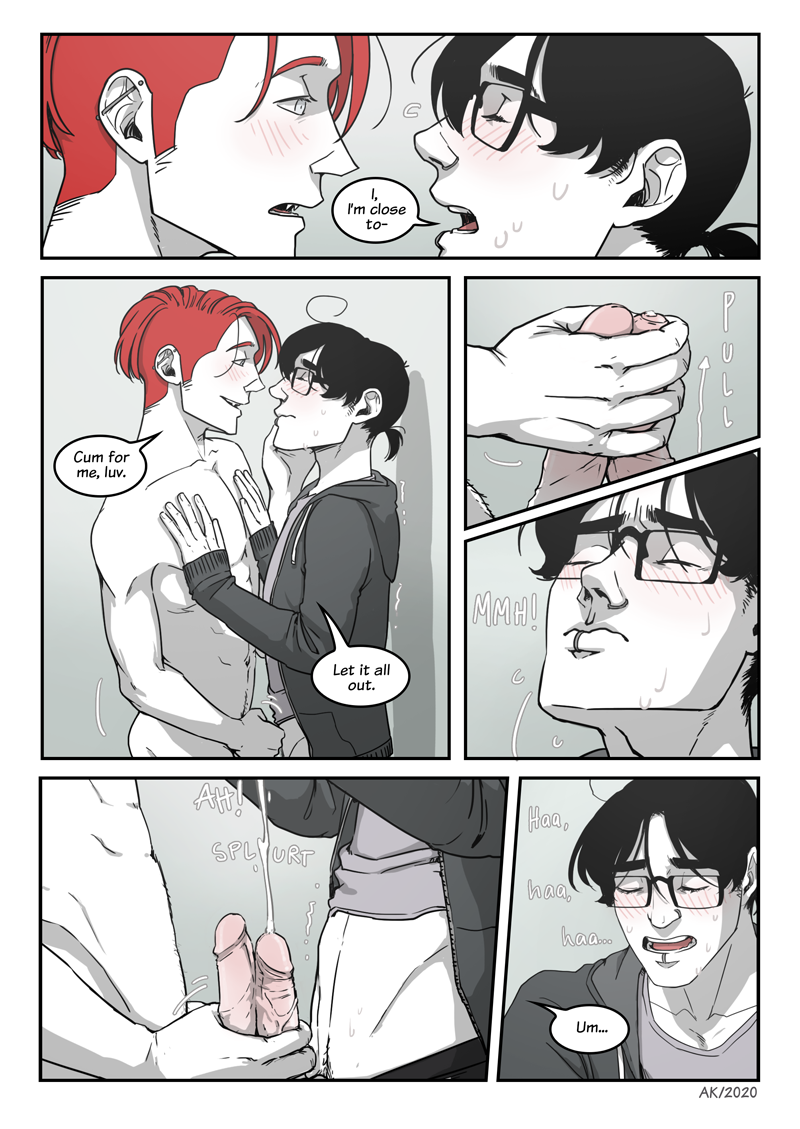 I,
I'm close
to-
Cum for
me, luv.
Let it all
out.
PULL
MMH!
AH!
SPLURT
Haa,
haa,
haa...
Um...
AK/2020